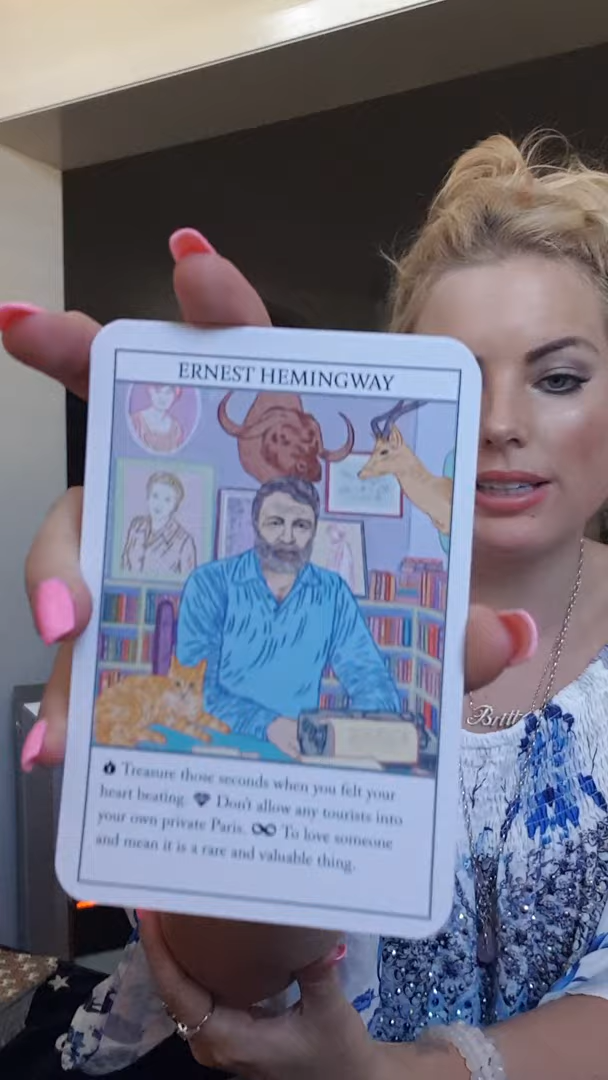 ERNEST HEMINGWAY
Treasure those seconds when you felt your
heart beating. Don't allow any tourists into
your own private Paris. ∞ To love someone
and mean it is a rare and valuable thing.